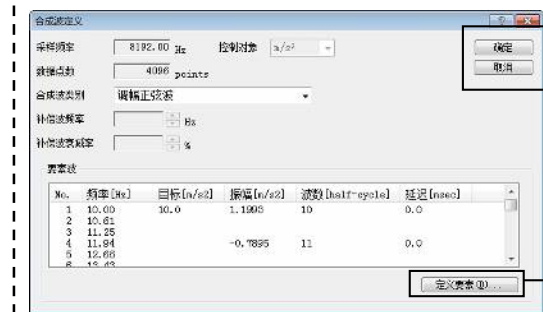 合成波定义
采样频率 8192.00 Hz 控制对象 m/s² 确定
数据点数 4096 points 取消
合成波类别 调幅正弦波
补偿波频率 Hz
补偿波衰减率 %
要素波
No. 频率[Hz] 目标[m/s2] 振幅[m/s2] 波数[half-cycle] 延迟[msec]
1 10.00 10.0 1.1993 10 0.0
2 10.61
3 11.25
4 11.94 -0.7895 11 0.0
5 12.66
6 13.43
定义要素(D)...